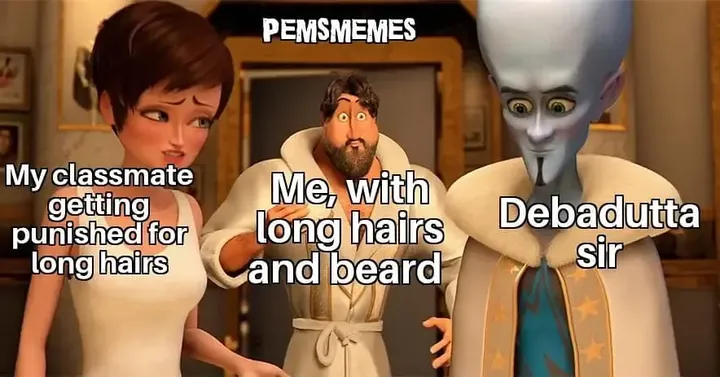 PEMSMEMES
My classmate
getting
punished for
long hairs
Me, with
long hairs
and beard
Debadutta
sir